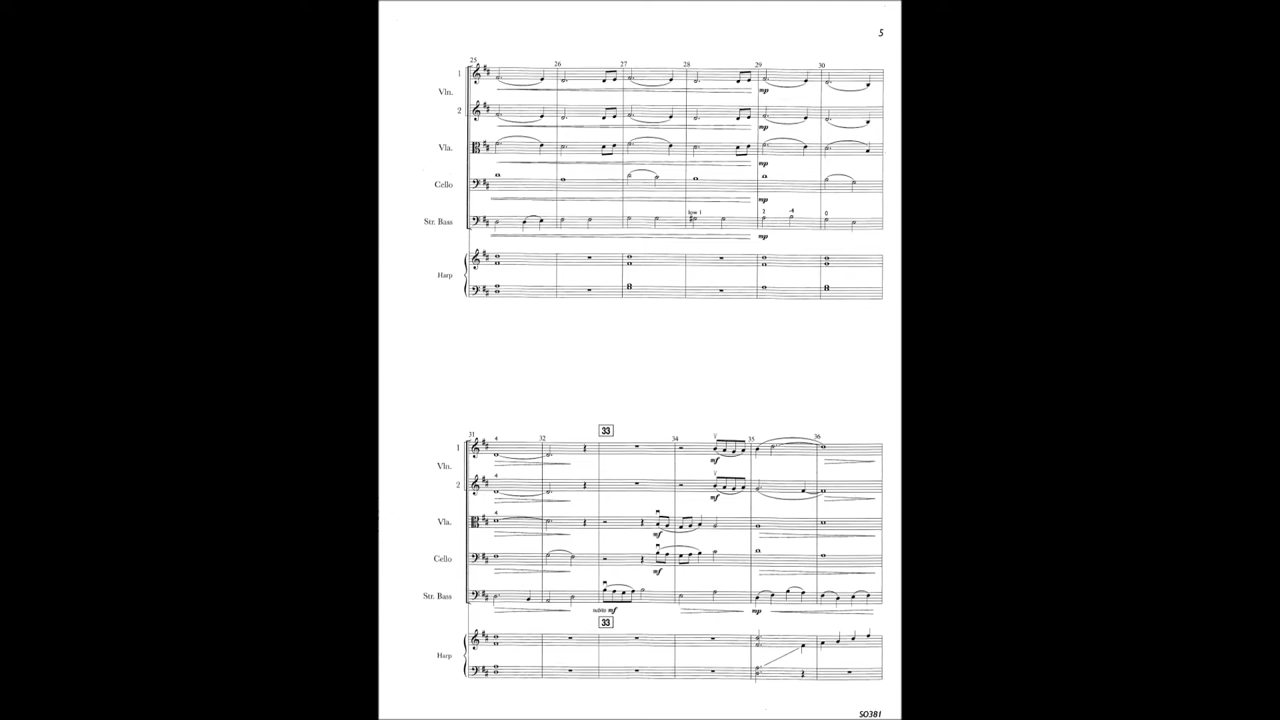 5
25 26 27 28 29 30
1
Vln.
mp
2
mp
Vla.
mp
Cello
mp
low 1 2 -4 0
Str. Bass
mp
Harp
33
31 4 32 34 35 36
1
mf
Vln.
4
2
mf
4
Vla.
mf
Cello
mf
Str. Bass
subito mf mp
33
Harp
SO381